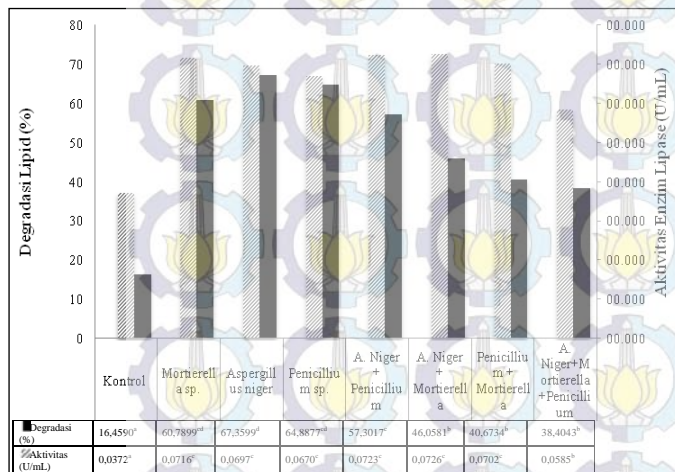 80
70
60
50
40
30
20
10
0
Degradasi Lipid (%)
00.000
00.000
00.000
00.000
00.000
00.000
00.000
00.000
00.000
Aktivitas Enzim Lipase (U/mL)
Kontrol
Mortierell
a sp.
Aspergill
us niger
Penicilliu
m sp.
A. Niger
+
Penicilliu
m
A. Niger
+
Mortierell
a
Penicilliu
m +
Mortierell
a
A.
Niger+M
ortierella
+Penicill
ium
Degradasi
(%)
16,4590ᵃ 60,7899ᶜᵈ 67,3599ᵈ 64,8877ᶜᵈ 57,3017ᶜ 46,0581ᵇ 40,6734ᵇ 38,4043ᵇ
Aktivitas
(U/mL)
0,0372ᵃ 0,0716ᶜ 0,0697ᶜ 0,0670ᶜ 0,0723ᶜ 0,0726ᶜ 0,0702ᶜ 0,0585ᵇ